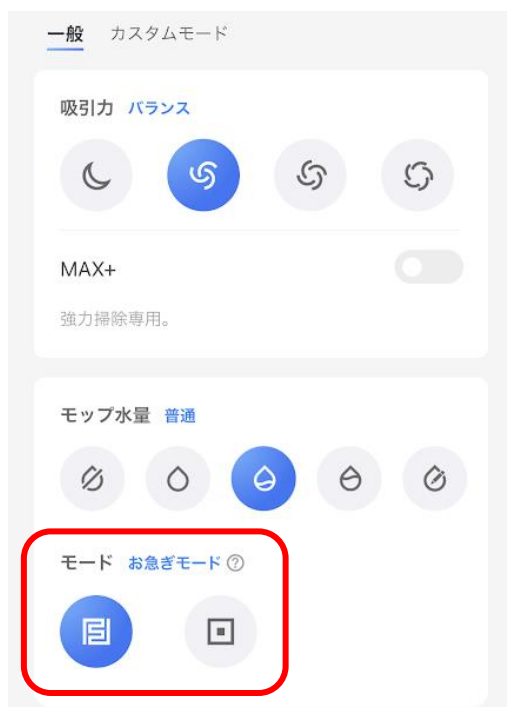 一般 カスタムモード
吸引力 バランス
MAX+
強力掃除専用。
モップ水量 普通
モード お急ぎモード ?